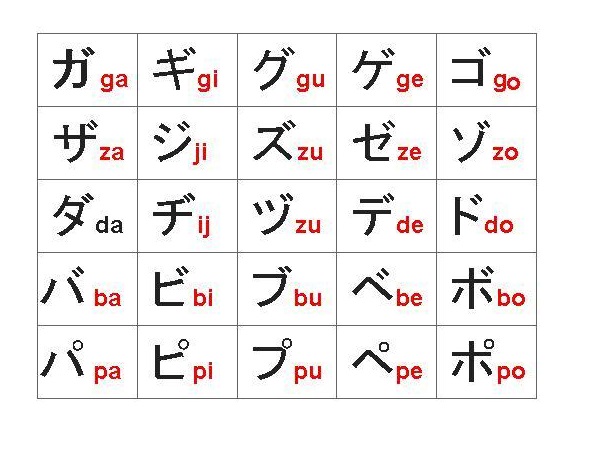 ガ ga ギ gi グ gu ゲ ge ゴ go
ザ za ジ ji ズ zu ゼ ze ゾ zo
ダ da ヂ ij ヅ zu デ de ド do
バ ba ビ bi ブ bu ベ be ボ bo
パ pa ピ pi プ pu ペ pe ポ po